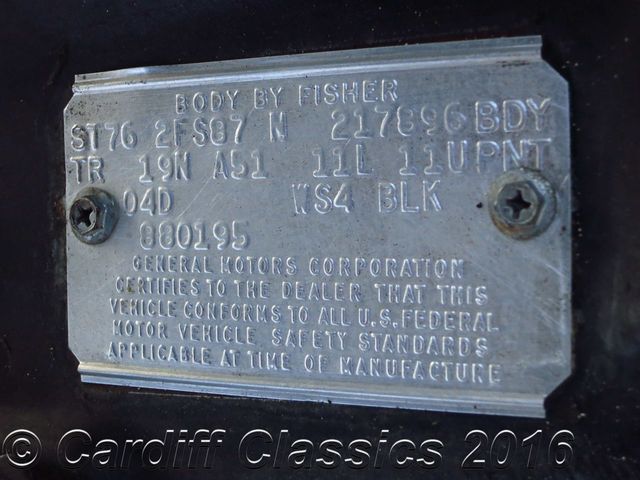 BODY BY FISHER
ST76 2FS87 N 217896 BDY
TR 19N A51 11L 11U PNT
04D WS4 BLK
880195
GENERAL MOTORS CORPORATION
CERTIFIES TO THE DEALER THAT THIS
VEHICLE CONFORMS TO ALL U.S. FEDERAL
MOTOR VEHICLE SAFETY STANDARDS
APPLICABLE AT TIME OF MANUFACTURE
© Cardiff Classics 2016